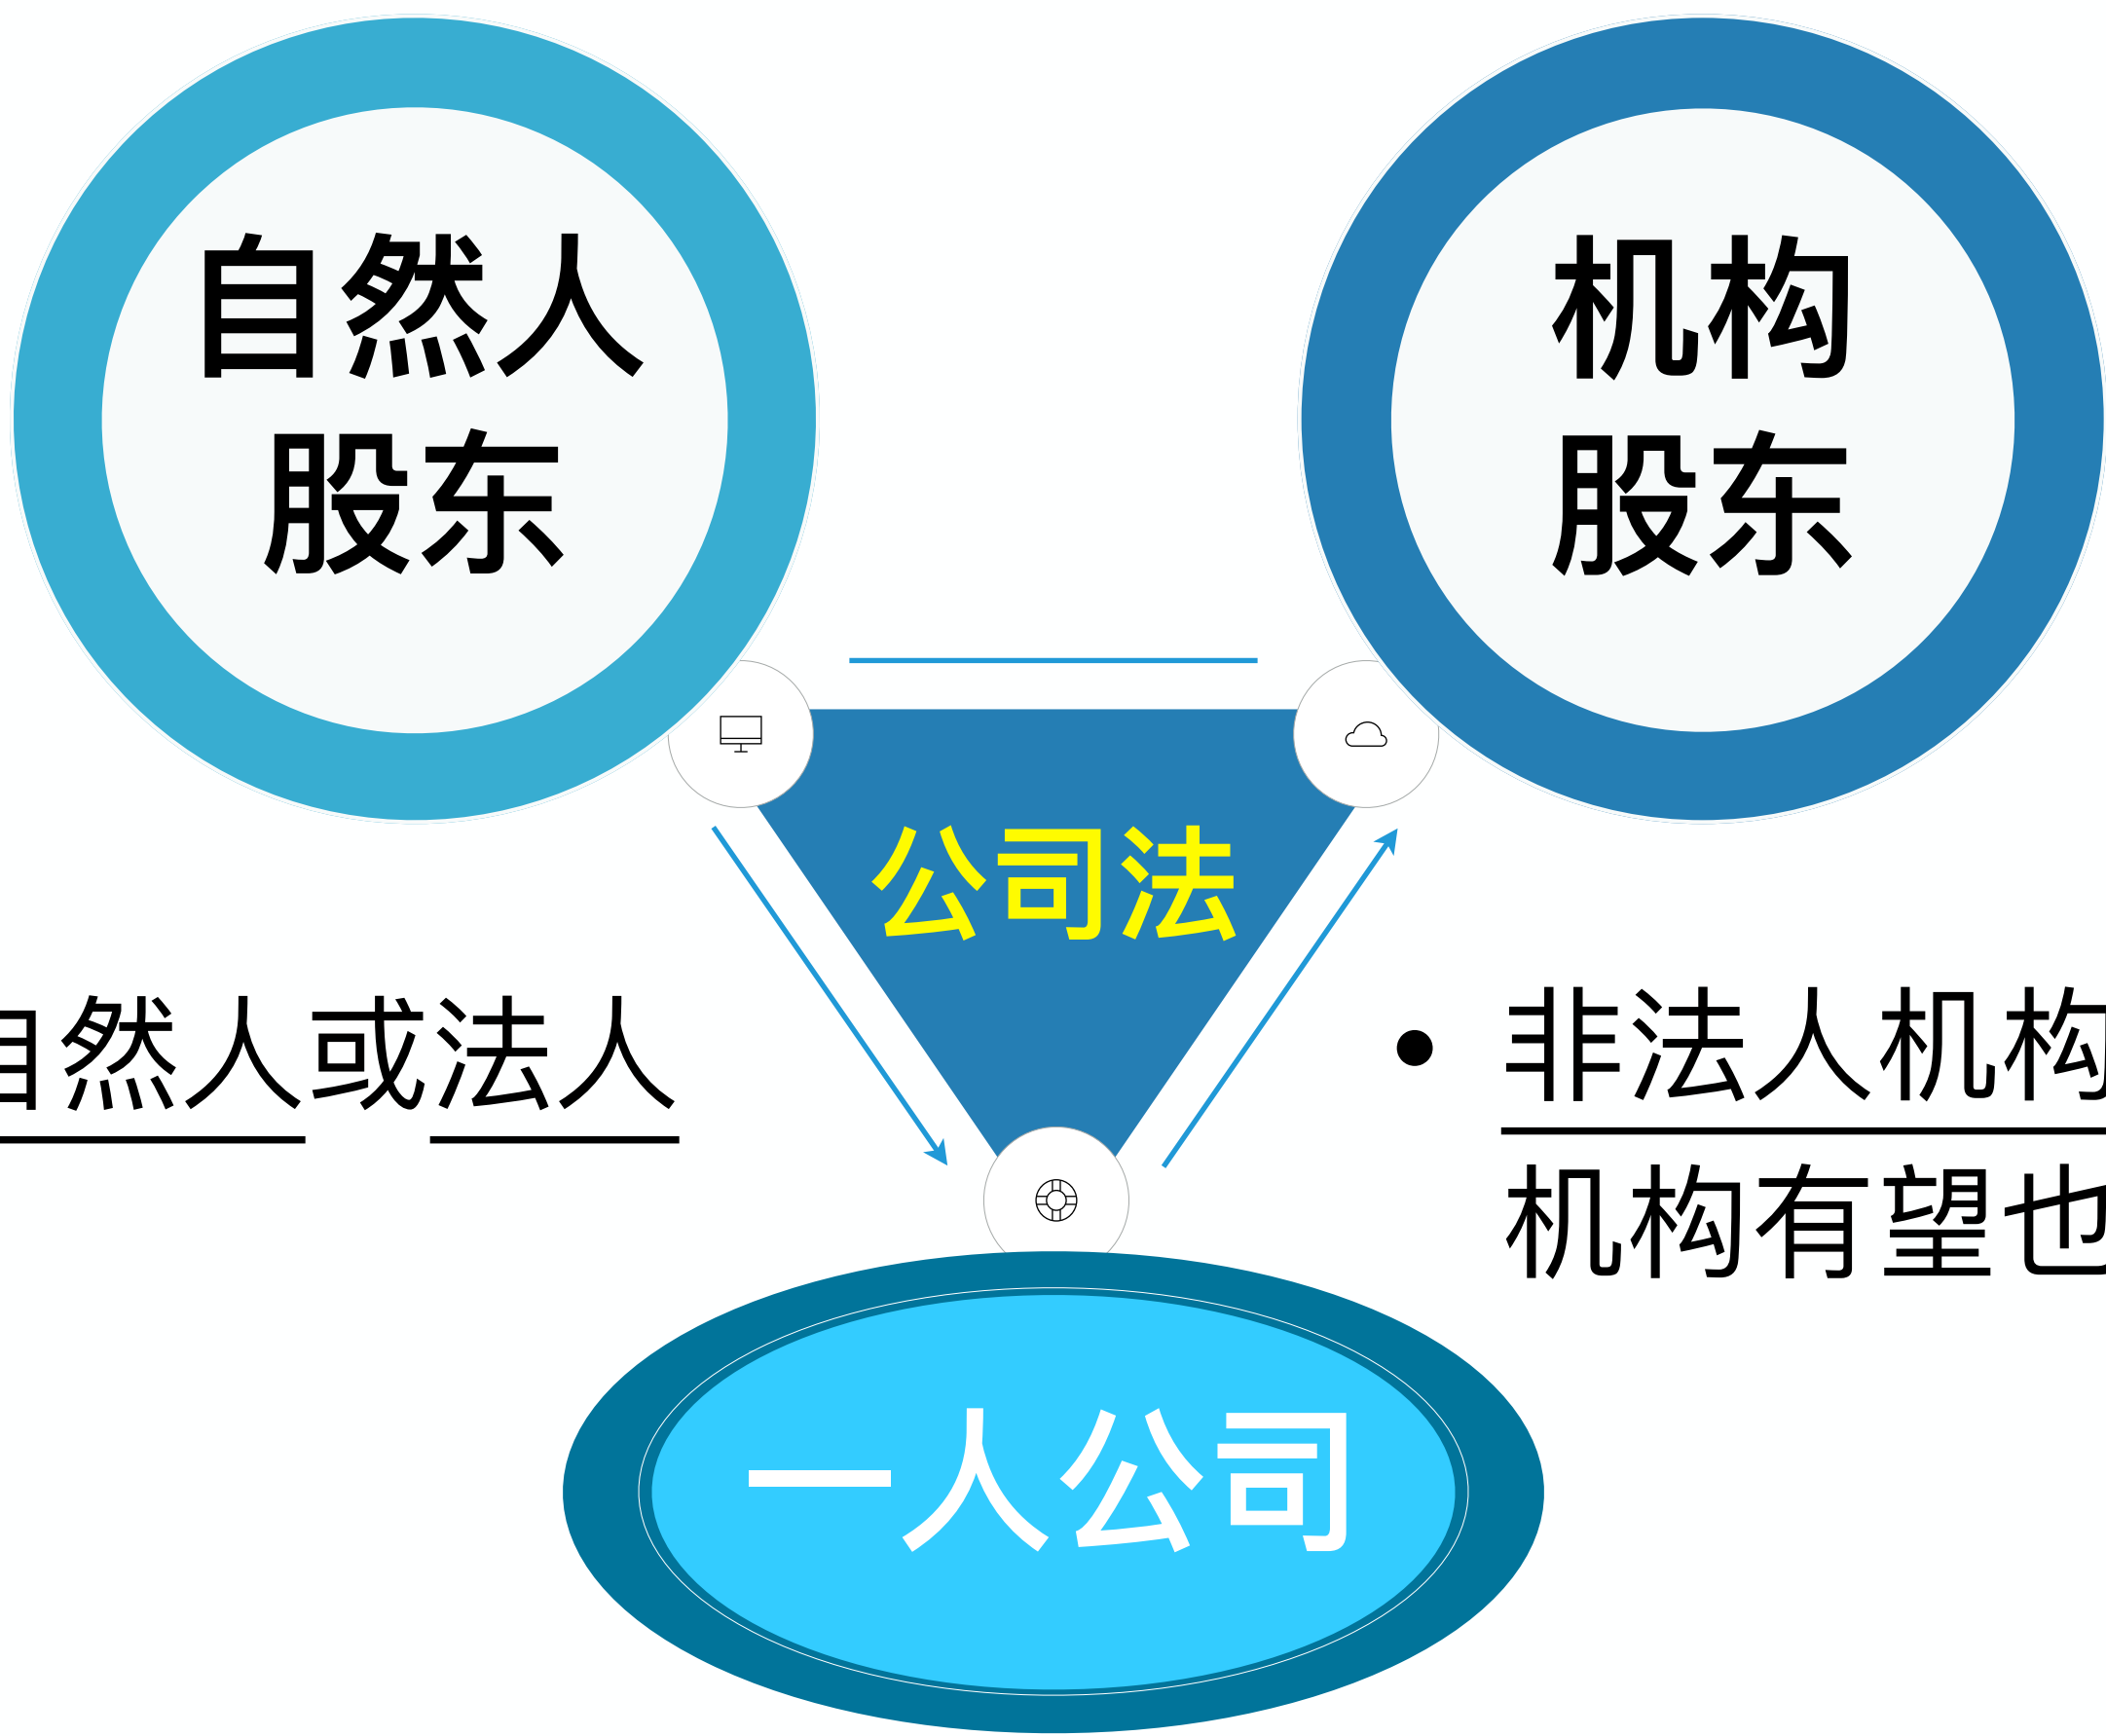 自然人
股东
机构
股东
公司法
自然人或法人
• 非法人机构
机构有望也
一人公司